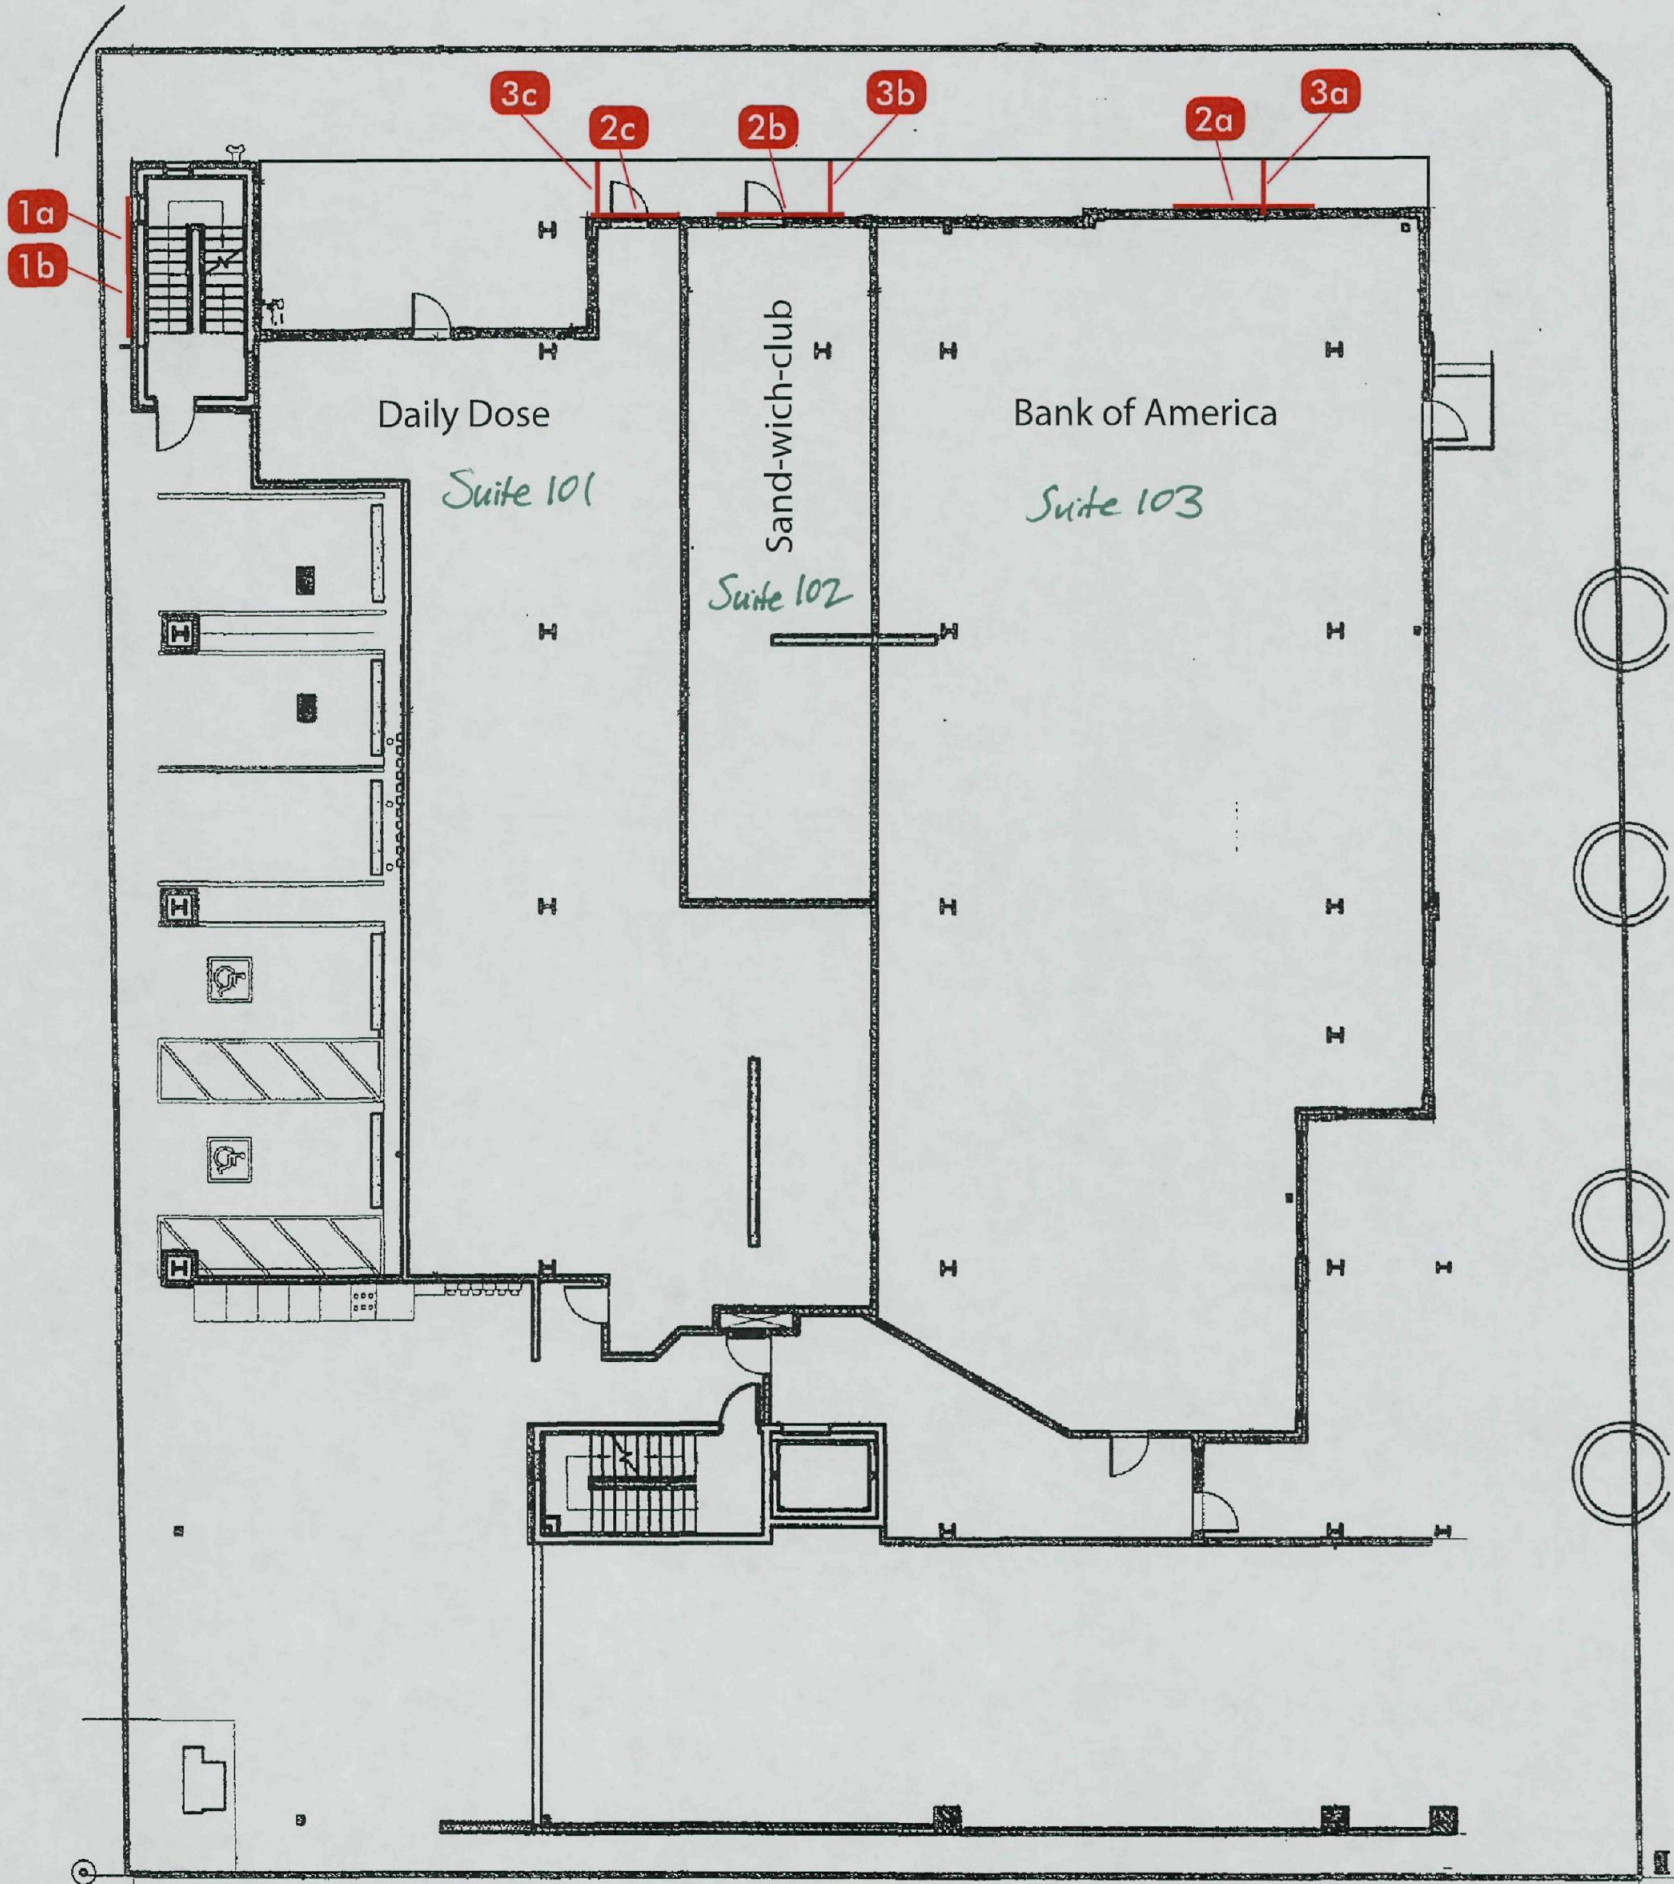 3c
3b
3a
2c
2b
2a
1a
1b
Daily Dose
Suite 101
Sand-wich-club
Suite 102
Bank of America
Suite 103